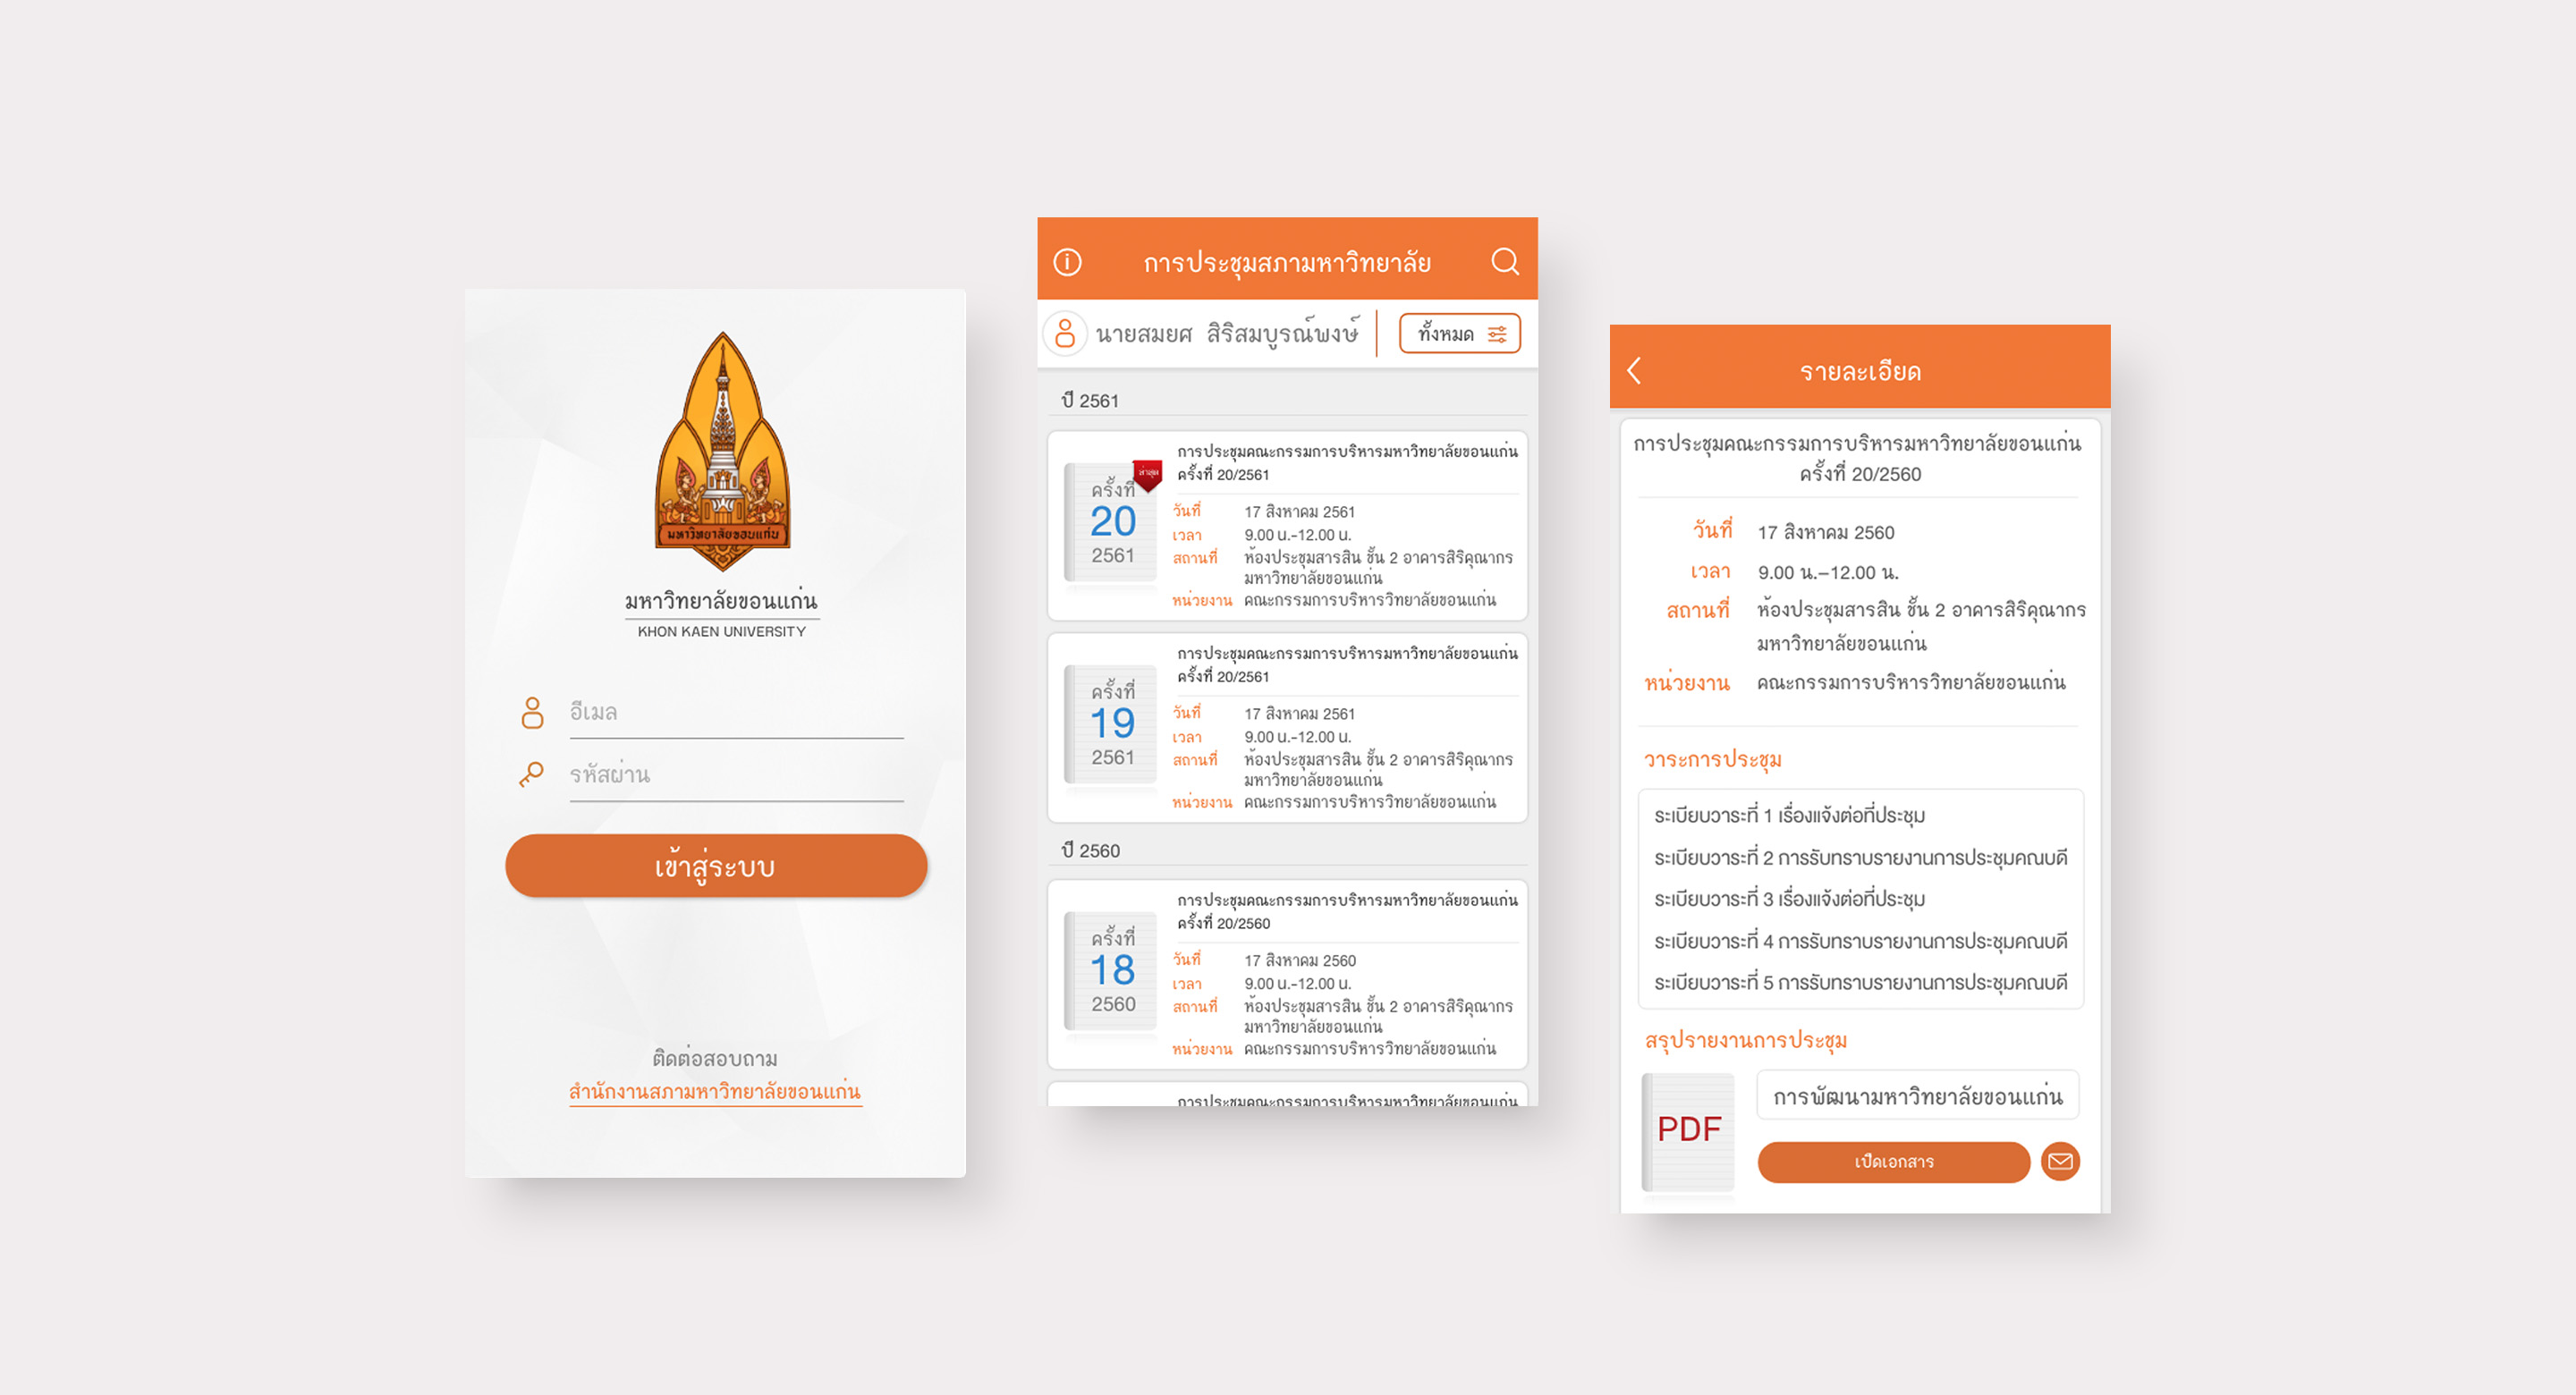 มหาวิทยาลัยขอนแก่น
มหาวิทยาลัยขอนแก่น
KHON KAEN UNIVERSITY
อีเมล
รหัสผ่าน
เข้าสู่ระบบ
ติดต่อสอบถาม
สำนักงานสภามหาวิทยาลัยขอนแก่น
การประชุมสภามหาวิทยาลัย
นายสมยศ สิริสมบูรณ์พงษ์
ทั้งหมด
ปี 2561
ล่าสุด
ครั้งที่
20
2561
การประชุมคณะกรรมการบริหารมหาวิทยาลัยขอนแก่น
ครั้งที่ 20/2561
วันที่ 17 สิงหาคม 2561
เวลา 9.00 น.-12.00 น.
สถานที่ ห้องประชุมสารสิน ชั้น 2 อาคารสิริคุณากร
มหาวิทยาลัยขอนแก่น
หน่วยงาน คณะกรรมการบริหารวิทยาลัยขอนแก่น
ครั้งที่
19
2561
การประชุมคณะกรรมการบริหารมหาวิทยาลัยขอนแก่น
ครั้งที่ 20/2561
วันที่ 17 สิงหาคม 2561
เวลา 9.00 น.-12.00 น.
สถานที่ ห้องประชุมสารสิน ชั้น 2 อาคารสิริคุณากร
มหาวิทยาลัยขอนแก่น
หน่วยงาน คณะกรรมการบริหารวิทยาลัยขอนแก่น
ปี 2560
ครั้งที่
18
2560
การประชุมคณะกรรมการบริหารมหาวิทยาลัยขอนแก่น
ครั้งที่ 20/2560
วันที่ 17 สิงหาคม 2560
เวลา 9.00 น.-12.00 น.
สถานที่ ห้องประชุมสารสิน ชั้น 2 อาคารสิริคุณากร
มหาวิทยาลัยขอนแก่น
หน่วยงาน คณะกรรมการบริหารวิทยาลัยขอนแก่น
การประชุมคณะกรรมการบริหารมหาวิทยาลัยขอนแก่น
รายละเอียด
การประชุมคณะกรรมการบริหารมหาวิทยาลัยขอนแก่น
ครั้งที่ 20/2560
วันที่ 17 สิงหาคม 2560
เวลา 9.00 น.–12.00 น.
สถานที่ ห้องประชุมสารสิน ชั้น 2 อาคารสิริคุณากร
มหาวิทยาลัยขอนแก่น
หน่วยงาน คณะกรรมการบริหารวิทยาลัยขอนแก่น
วาระการประชุม
ระเบียบวาระที่ 1 เรื่องแจ้งต่อที่ประชุม
ระเบียบวาระที่ 2 การรับทราบรายงานการประชุมคณบดี
ระเบียบวาระที่ 3 เรื่องแจ้งต่อที่ประชุม
ระเบียบวาระที่ 4 การรับทราบรายงานการประชุมคณบดี
ระเบียบวาระที่ 5 การรับทราบรายงานการประชุมคณบดี
สรุปรายงานการประชุม
PDF
การพัฒนามหาวิทยาลัยขอนแก่น
เปิดเอกสาร